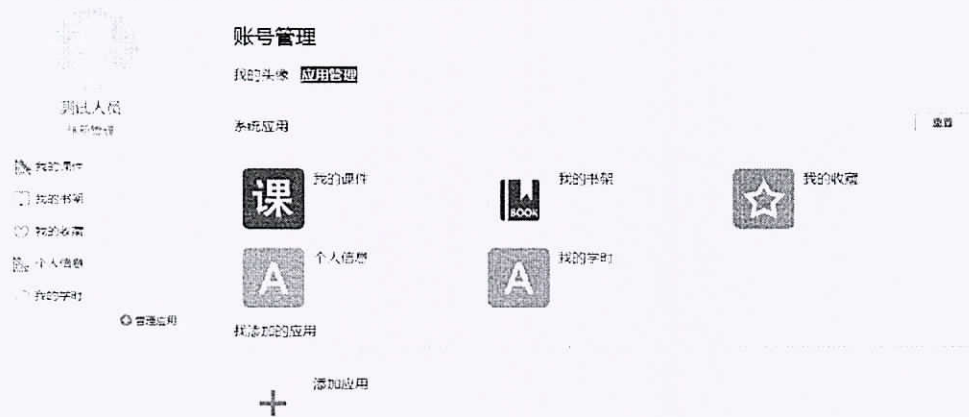 账号管理
我的头像 应用管理
测试人员
系统应用
重置
我的课件
我的书架
我的收藏
个人信息
我的学时
管理应用
课
我的课件
BOOK
我的书架
我的收藏
A
个人信息
A
我的学时
我添加的应用
添加应用